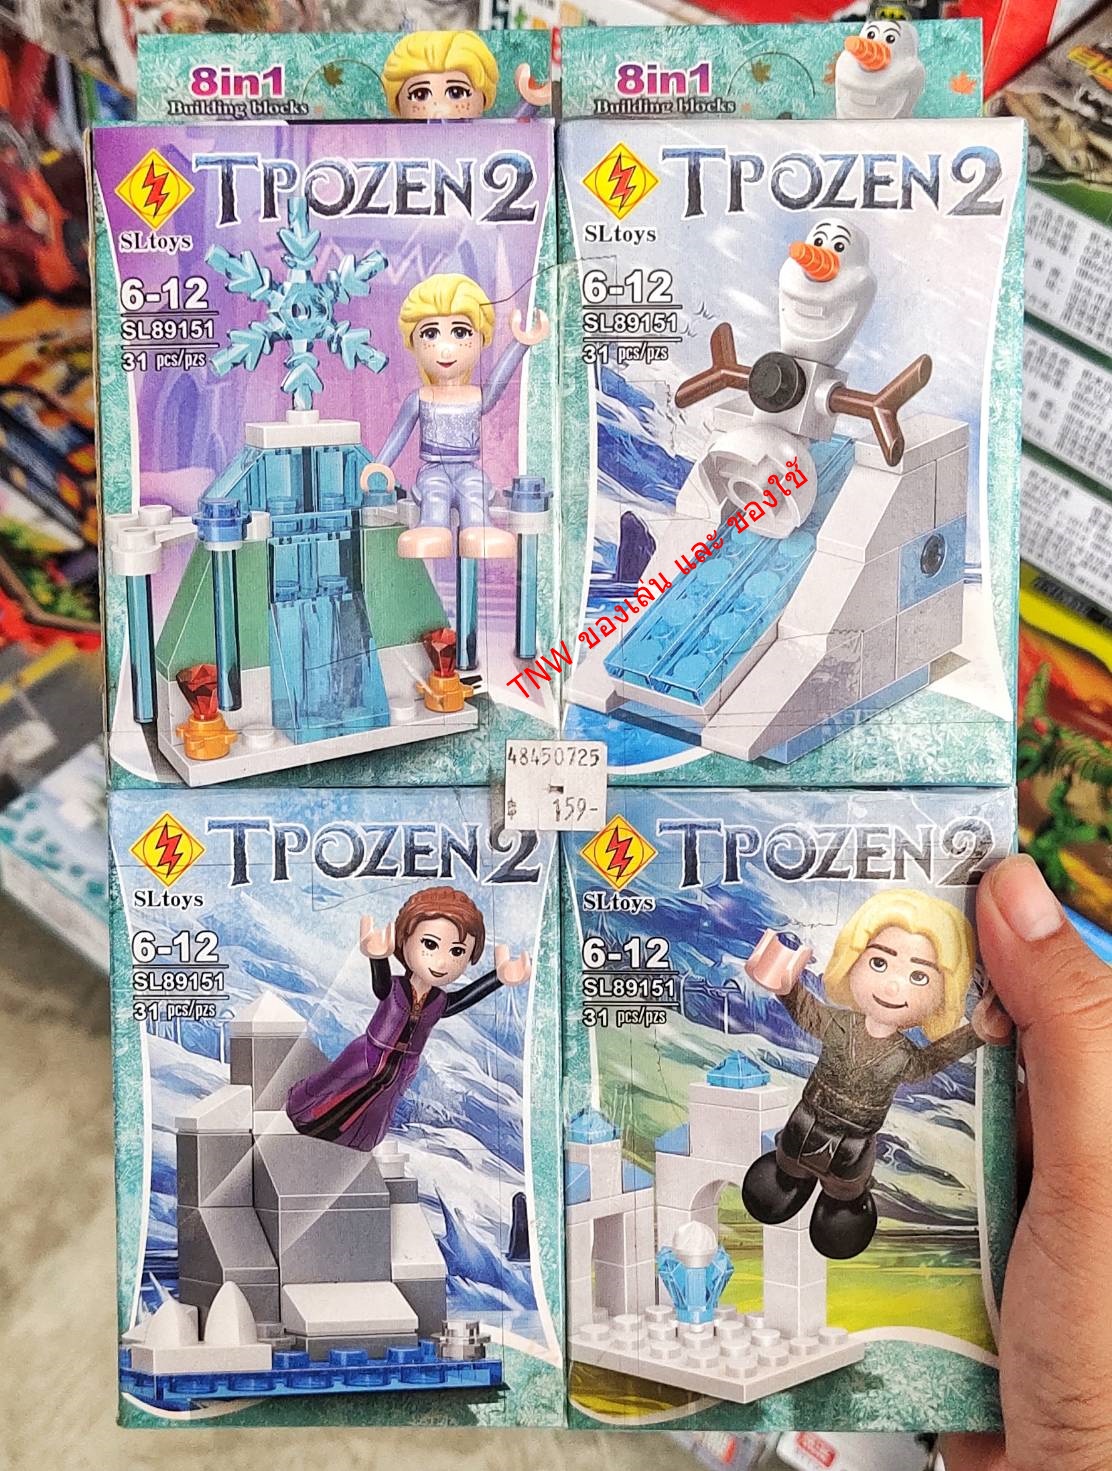 8in1
Building blocks
8in1
Building blocks
TPOZEN2
SLtoys
6-12
SL89151
31 pcs/pzs
TPOZEN2
SLtoys
6-12
SL89151
31 pcs/pzs
TNW ของเล่น และ ของใช้
48450725
159-
TPOZEN2
SLtoys
6-12
SL89151
31 pcs/pzs
TPOZEN2
SLtoys
6-12
SL89151
31 pcs/pzs